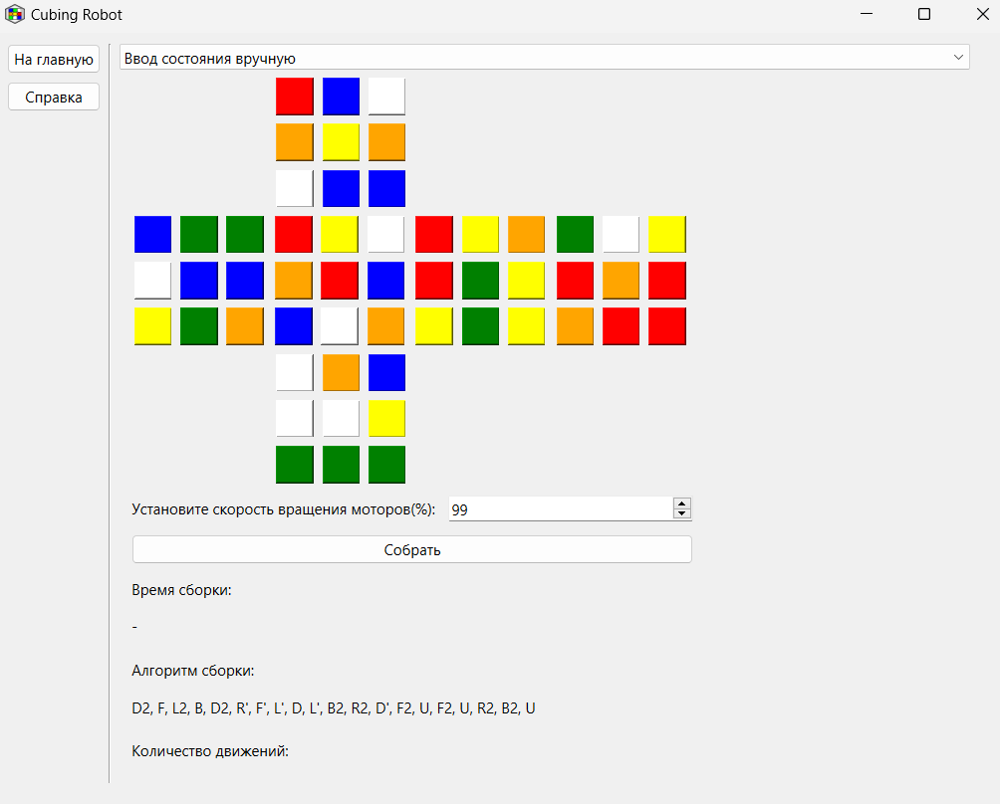 Cubing Robot
На главную
Ввод состояния вручную
Справка
Установите скорость вращения моторов(%): 99
Собрать
Время сборки:
-
Алгоритм сборки:
D2, F, L2, B, D2, R', F', L', D, L', B2, R2, D', F2, U, F2, U, R2, B2, U
Количество движений: